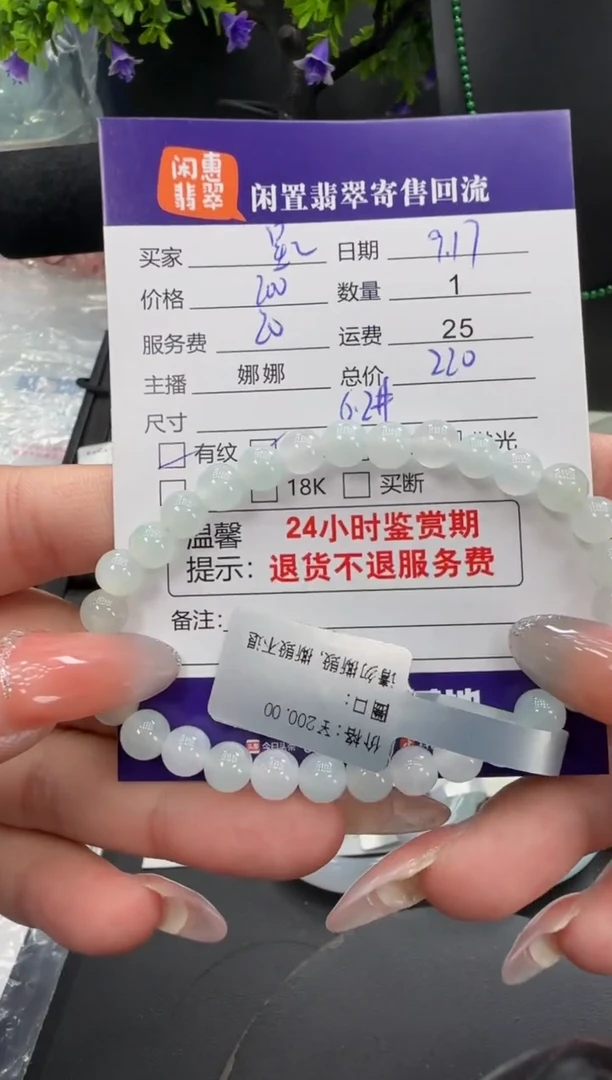 闲惠
翡翠
闲置翡翠寄售回流
买家 日期 9.17
价格 200 数量 1
服务费 20 运费 25
主播 娜娜 总价 220
尺寸 6.2#
有纹
18K 买断
温馨 24小时鉴赏期
提示: 退货不退服务费
备注:
请勿撕毁,撕毁不退
圈口:
价格:¥200.00
今日头条